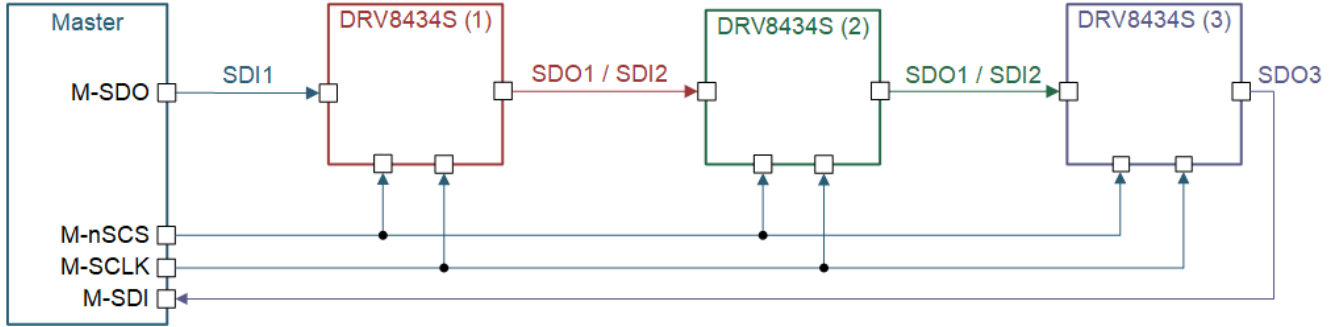 Master
DRV8434S (1)
DRV8434S (2)
DRV8434S (3)
M-SDO
SDI1
SDO1 / SDI2
SDO1 / SDI2
SDO3
M-nSCS
M-SCLK
M-SDI